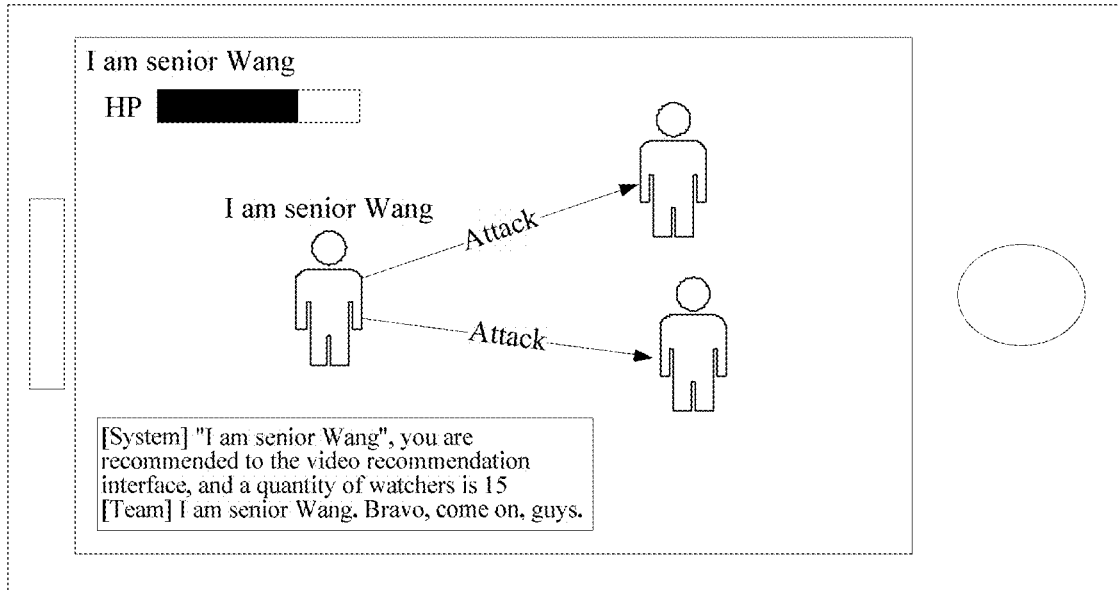 I am senior Wang
HP
I am senior Wang
Attack
Attack
[System] "I am senior Wang", you are
recommended to the video recommendation
interface, and a quantity of watchers is 15
[Team] I am senior Wang. Bravo, come on, guys.